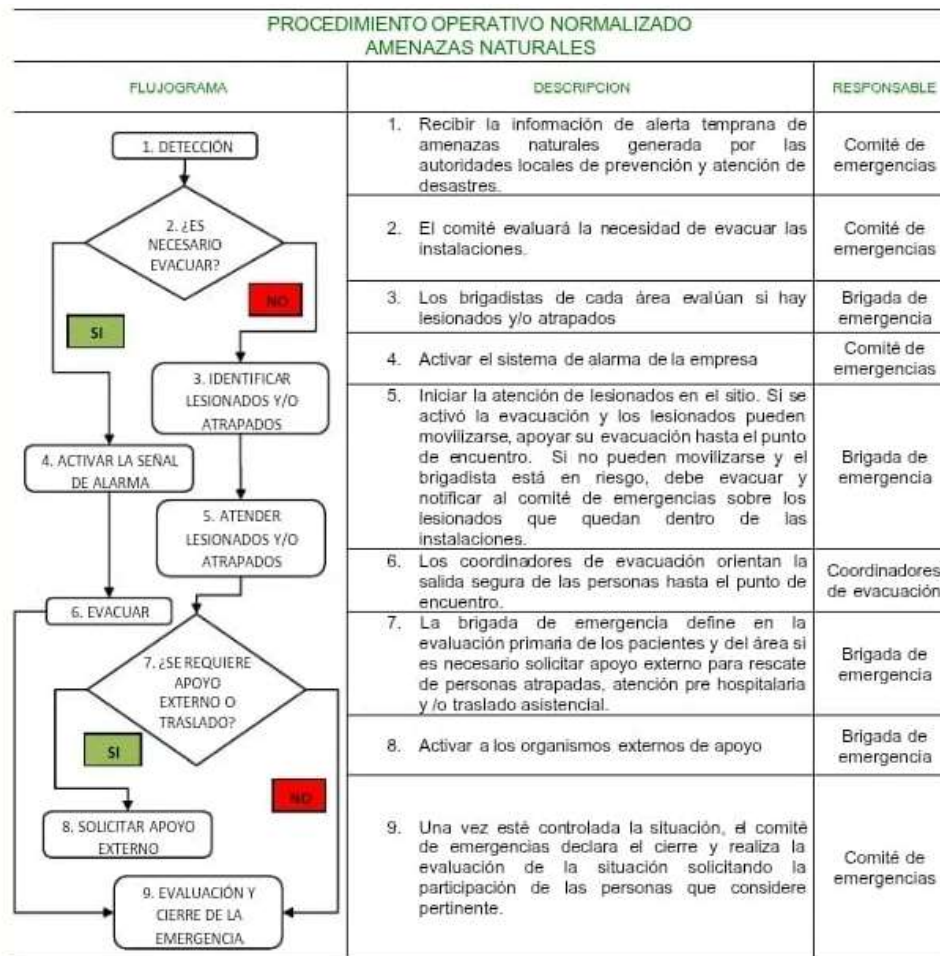 PROCEDIMIENTO OPERATIVO NORMALIZADO
AMENAZAS NATURALES
FLUJOGRAMA
DESCRIPCION
RESPONSABLE
1. DETECCIÓN
2. ¿ES
NECESARIO
EVACUAR?
NO
SI
3. IDENTIFICAR
LESIONADOS Y/O
ATRAPADOS
4. ACTIVAR LA SEÑAL
DE ALARMA
5. ATENDER
LESIONADOS Y/O
ATRAPADOS
6. EVACUAR
7. ¿SE REQUIERE
APOYO
EXTERNO O
TRASLADO?
SI
NO
8. SOLICITAR APOYO
EXTERNO
9. EVALUACIÓN Y
CIERRE DE LA
EMERGENCIA
1. Recibir la información de alerta temprana de
amenazas naturales generada por las
autoridades locales de prevención y atención de
desastres.
Comité de
emergencias
2. El comité evaluará la necesidad de evacuar las
instalaciones.
Comité de
emergencias
3. Los brigadistas de cada área evalúan si hay
lesionados y/o atrapados
Brigada de
emergencia
4. Activar el sistema de alarma de la empresa
Comité de
emergencias
5. Iniciar la atención de lesionados en el sitio. Si se
activó la evacuación y los lesionados pueden
movilizarse, apoyar su evacuación hasta el punto
de encuentro. Si no pueden movilizarse y el
brigadista está en riesgo, debe evacuar y
notificar al comité de emergencias sobre los
lesionados que quedan dentro de las
instalaciones.
Brigada de
emergencia
6. Los coordinadores de evacuación orientan la
salida segura de las personas hasta el punto de
encuentro.
Coordinadores
de evacuación
7. La brigada de emergencia define en la
evaluación primaria de los pacientes y del área si
es necesario solicitar apoyo externo para rescate
de personas atrapadas, atención pre hospitalaria
y /o traslado asistencial.
Brigada de
emergencia
8. Activar a los organismos externos de apoyo
Brigada de
emergencia
9. Una vez esté controlada la situación, el comité
de emergencias declara el cierre y realiza la
evaluación de la situación solicitando la
participación de las personas que considere
pertinente.
Comité de
emergencias